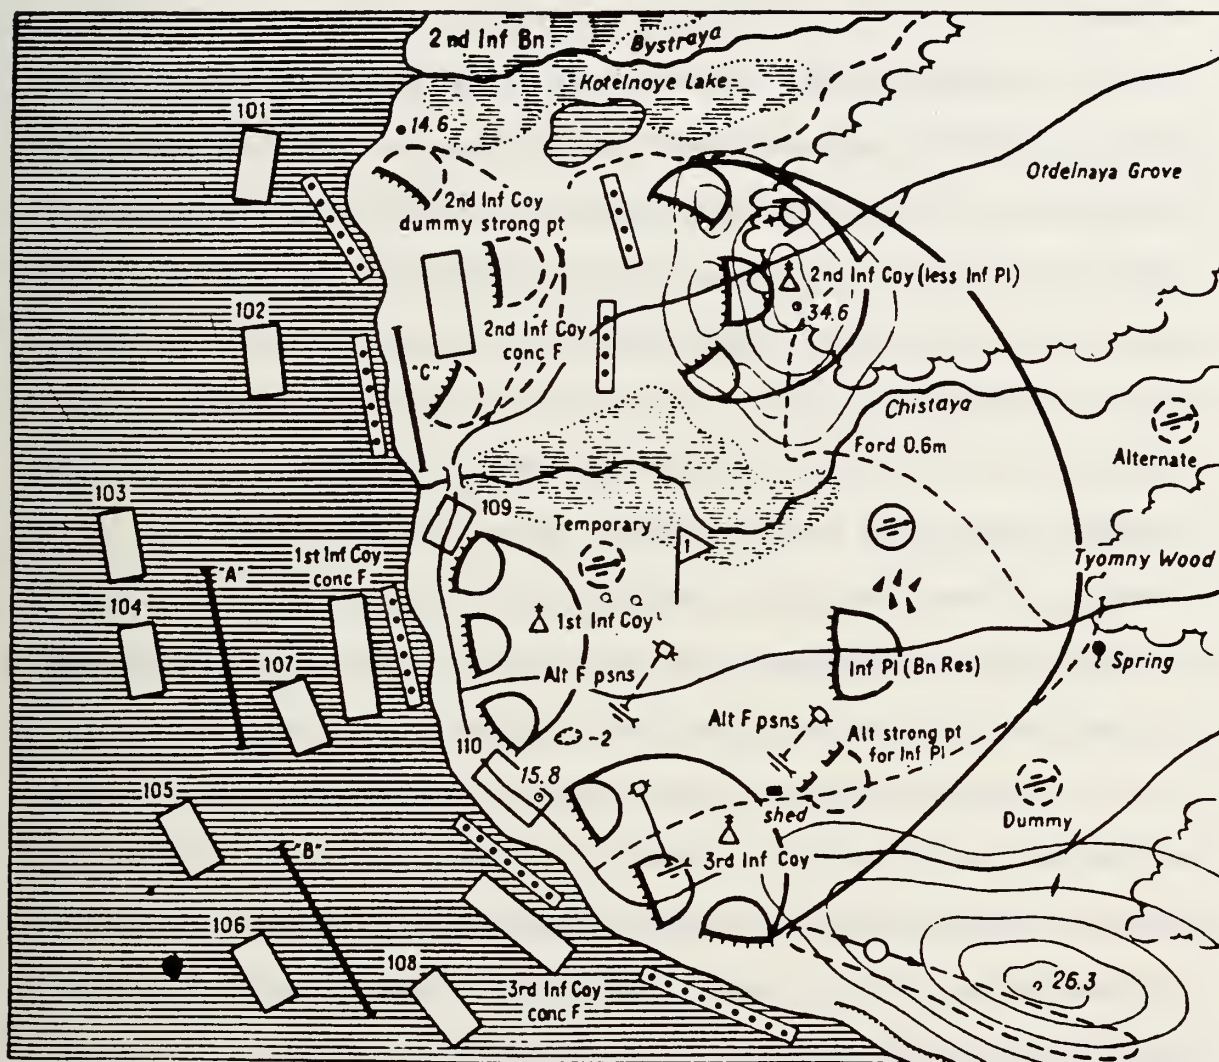 2nd Inf Bn
Bystraya
Kotelnoye Lake
101
14.6
Otdelnaya Grove
2nd Inf Coy
dummy strong pt
2nd Inf Coy (less Inf Pl)
34.6
102
2nd Inf Coy
conc F
"C"
Chistaya
Ford 0.6m
Alternate
103
109
Temporary
1
1st Inf Coy
conc F
"A"
Tyomny Wood
104
1st Inf Coy
107
Alt F psns
Inf Pl (Bn Res)
Spring
110
-2
Alt F psns
Alt strong pt
for Inf Pl
15.8
105
shed
Dummy
"B"
3rd Inf Coy
106
108
3rd Inf Coy
conc F
26.3